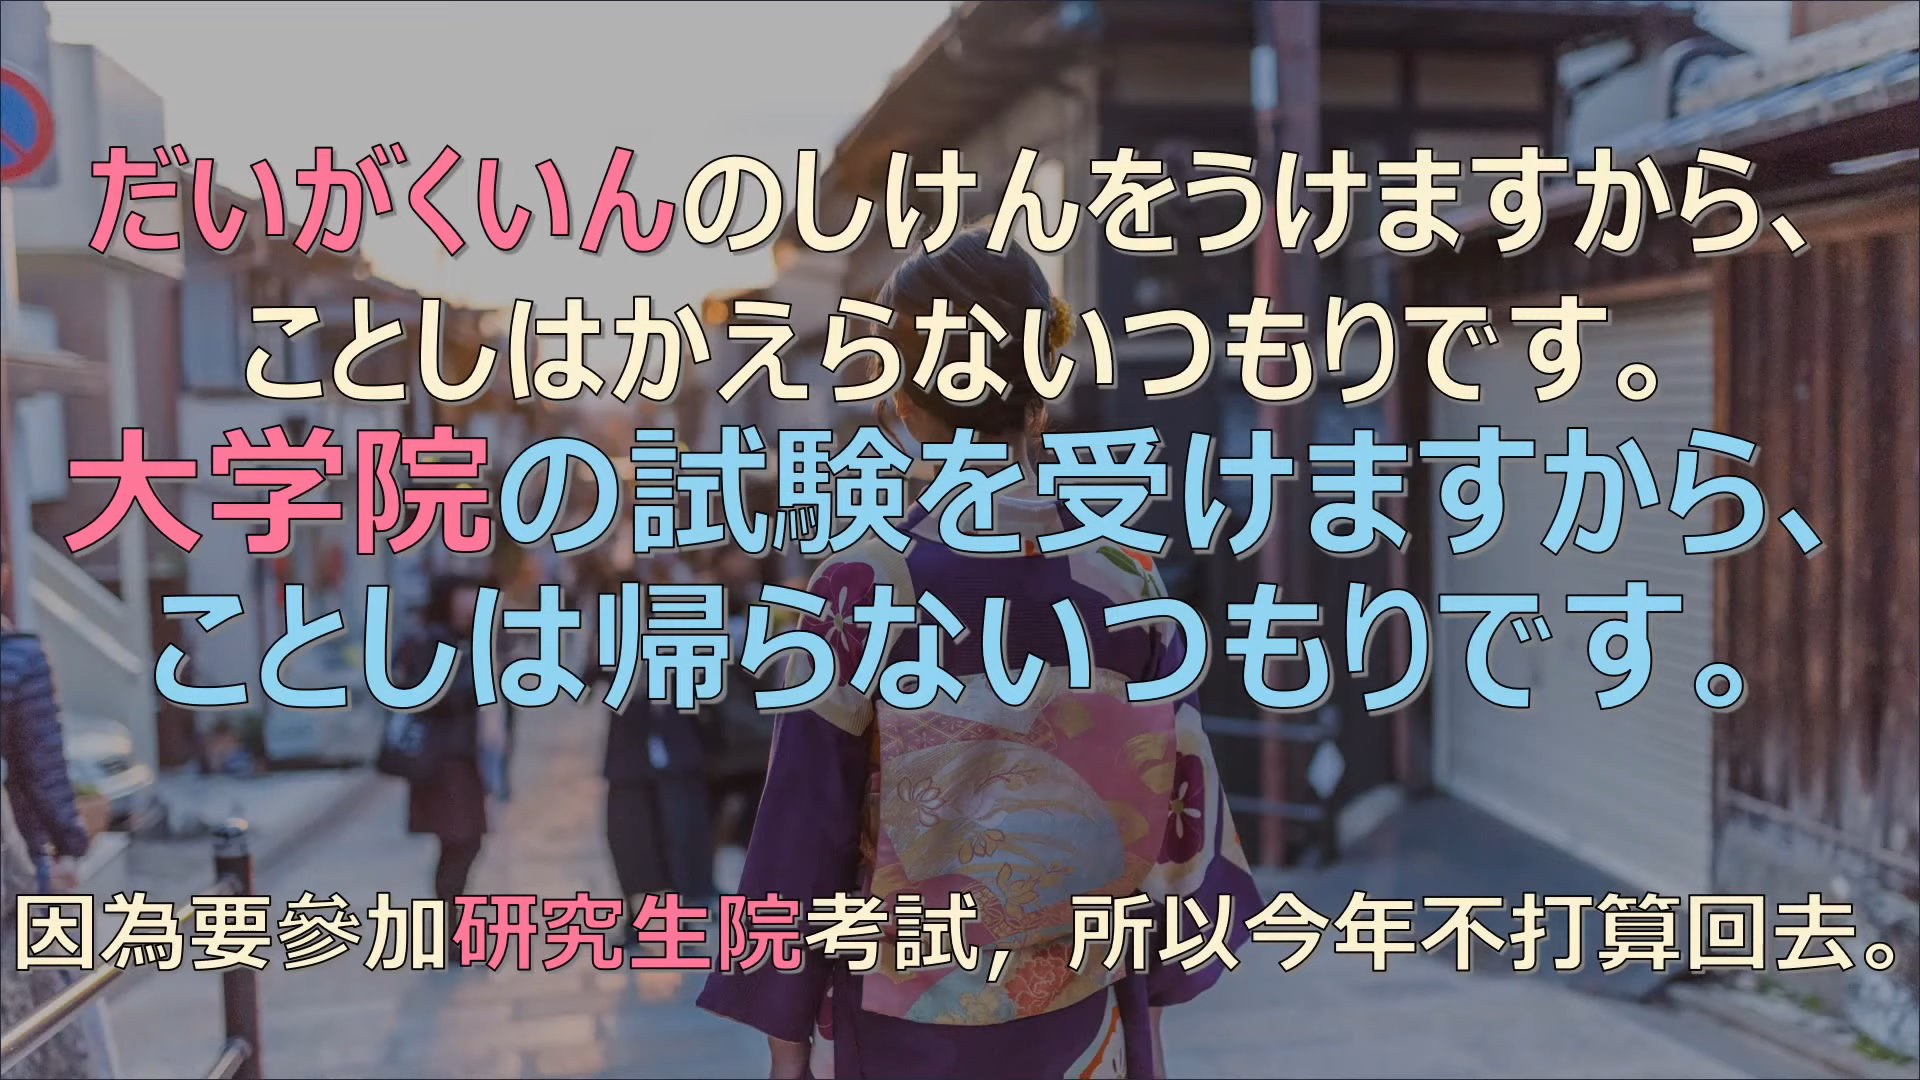 だいがくいんのしけんをうけますから、
ことしはかえらないつもりです。
大学院の試験を受けますから、
ことしは帰らないつもりです。
因為要參加研究生院考試，所以今年不打算回去。